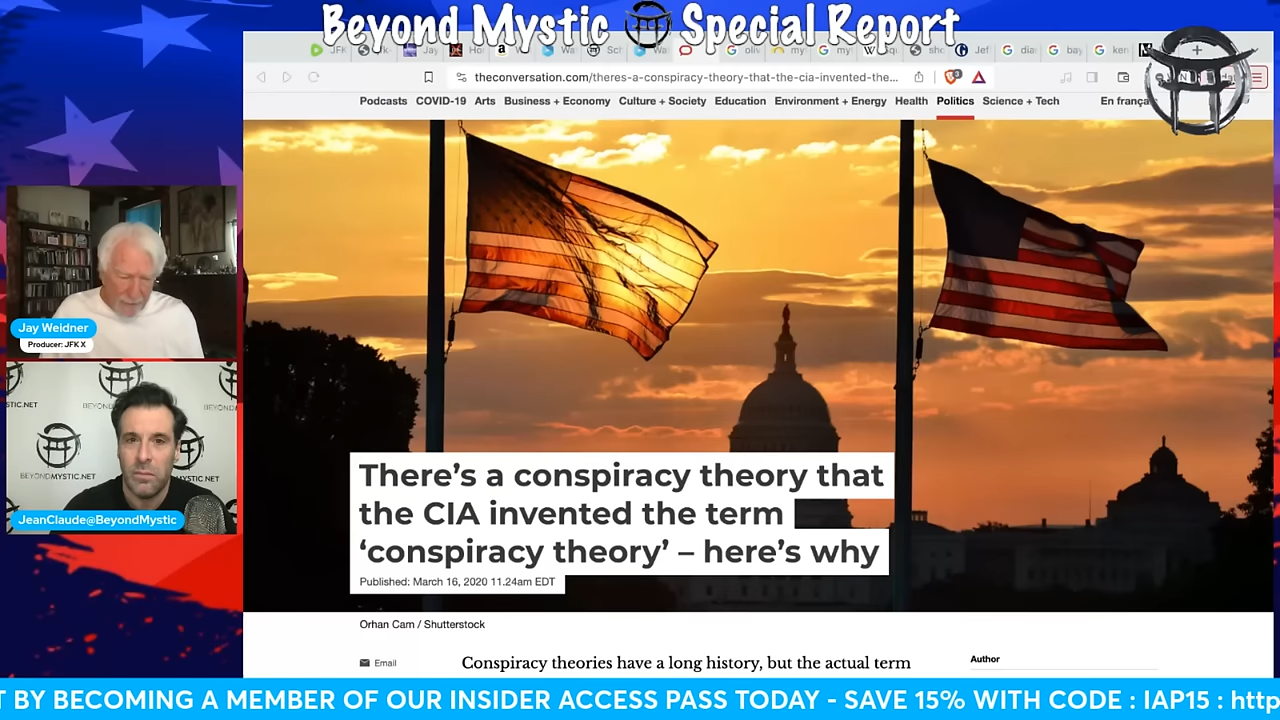 Beyond Mystic Special Report
theconversation.com/theres-a-conspiracy-theory-that-the-cia-invented-the...
Podcasts COVID-19 Arts Business + Economy Culture + Society Education Environment + Energy Health Politics Science + Tech En frança
There's a conspiracy theory that
the CIA invented the term
'conspiracy theory' – here's why
Published: March 16, 2020 11.24am EDT
Orhan Cam / Shutterstock
Email
Conspiracy theories have a long history, but the actual term
Author
Jay Weidner
Producer: JFK X
BEYONDMYSTIC.NET
JeanClaude@BeyondMystic
T BY BECOMING A MEMBER OF OUR INSIDER ACCESS PASS TODAY - SAVE 15% WITH CODE : IAP15 : http